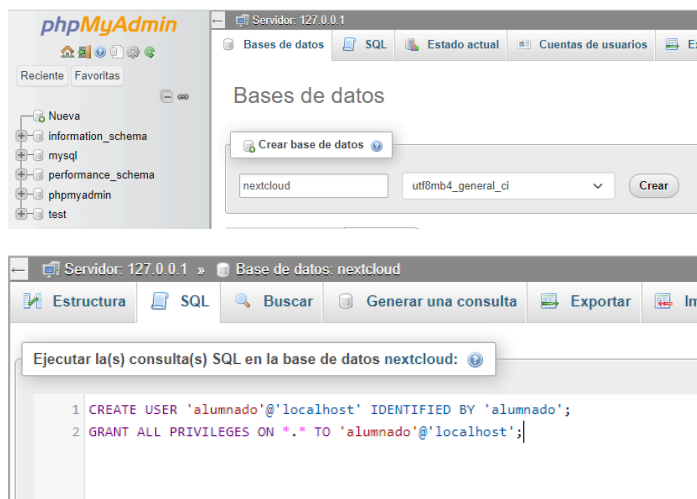 phpMyAdmin
Reciente Favoritas
Nueva
information_schema
mysql
performance_schema
phpmyadmin
test
Servidor: 127.0.0.1
Bases de datos SQL Estado actual Cuentas de usuarios E
Bases de datos
Crear base de datos
nextcloud utf8mb4_general_ci Crear
Servidor: 127.0.0.1 » Base de datos: nextcloud
Estructura SQL Buscar Generar una consulta Exportar Im
Ejecutar la(s) consulta(s) SQL en la base de datos nextcloud:
1 CREATE USER 'alumnado'@'localhost' IDENTIFIED BY 'alumnado';
2 GRANT ALL PRIVILEGES ON *.* TO 'alumnado'@'localhost';